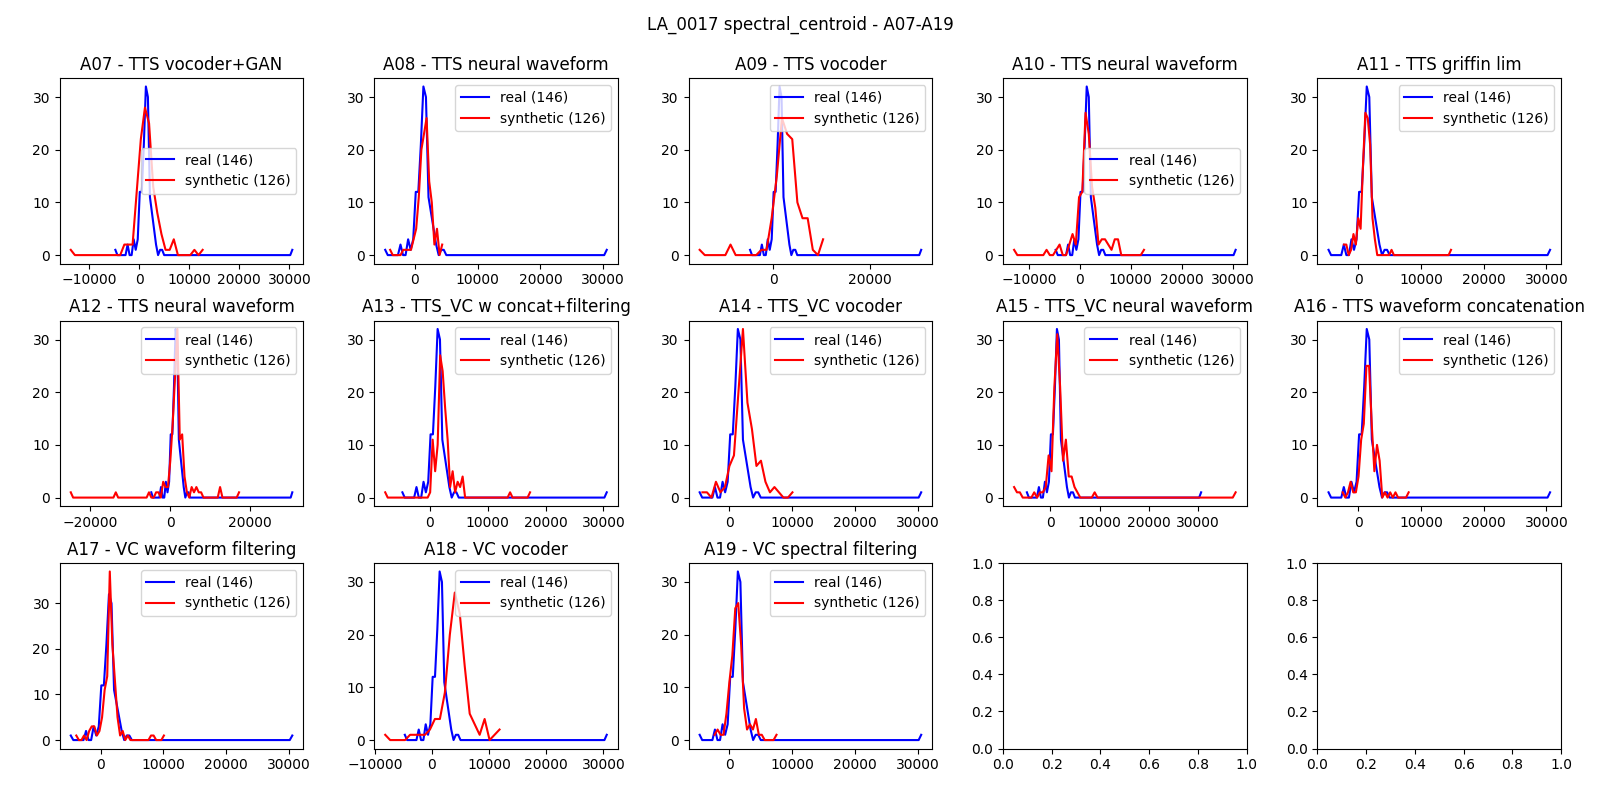 LA_0017 spectral_centroid - A07-A19
A07 - TTS vocoder+GAN
30
20
10
0
real (146)
synthetic (126)
−10000 0 10000 20000 30000
A08 - TTS neural waveform
30
20
10
0
real (146)
synthetic (126)
0 10000 20000 30000
A09 - TTS vocoder
30
20
10
0
real (146)
synthetic (126)
0 20000
A10 - TTS neural waveform
30
20
10
0
real (146)
synthetic (126)
−10000 0 10000 20000 30000
A11 - TTS griffin lim
30
20
10
0
real (146)
synthetic (126)
0 10000 20000 30000
A12 - TTS neural waveform
30
20
10
0
real (146)
synthetic (126)
−20000 0 20000
A13 - TTS_VC w concat+filtering
30
20
10
0
real (146)
synthetic (126)
0 10000 20000 30000
A14 - TTS_VC vocoder
30
20
10
0
real (146)
synthetic (126)
0 10000 20000 30000
A15 - TTS_VC neural waveform
30
20
10
0
real (146)
synthetic (126)
0 10000 20000 30000
A16 - TTS waveform concatenation
30
20
10
0
real (146)
synthetic (126)
0 10000 20000 30000
A17 - VC waveform filtering
30
20
10
0
real (146)
synthetic (126)
0 10000 20000 30000
A18 - VC vocoder
30
20
10
0
real (146)
synthetic (126)
−10000 0 10000 20000 30000
A19 - VC spectral filtering
30
20
10
0
real (146)
synthetic (126)
0 10000 20000 30000
1.0
0.8
0.6
0.4
0.2
0.0
0.0 0.2 0.4 0.6 0.8 1.0
1.0
0.8
0.6
0.4
0.2
0.0
0.0 0.2 0.4 0.6 0.8 1.0